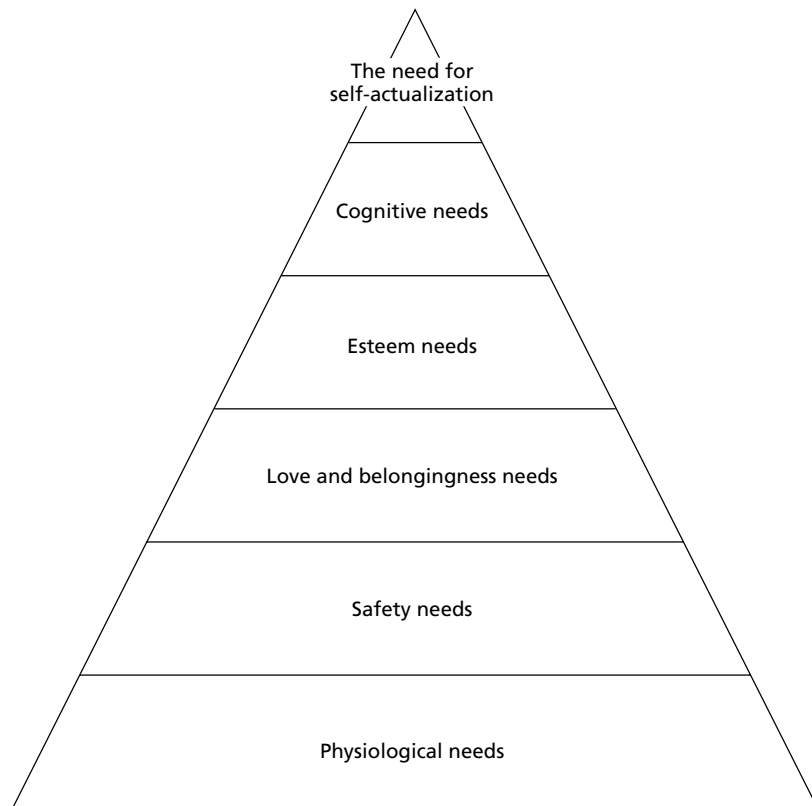 The need for
self-actualization
Cognitive needs
Esteem needs
Love and belongingness needs
Safety needs
Physiological needs